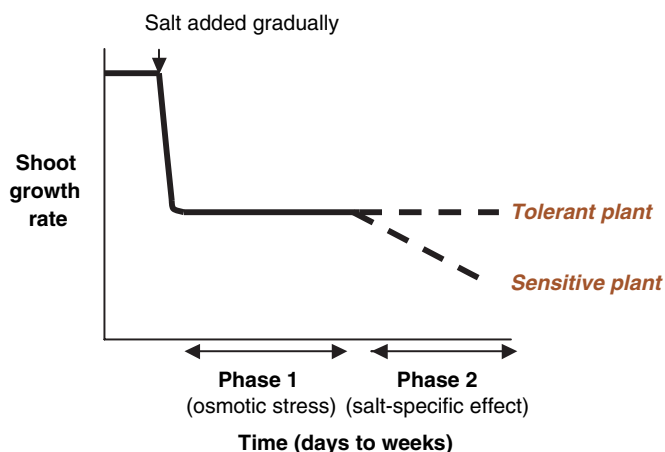 Salt added gradually
Shoot
growth
rate
Tolerant plant
Sensitive plant
Phase 1
(osmotic stress)
Phase 2
(salt-specific effect)
Time (days to weeks)